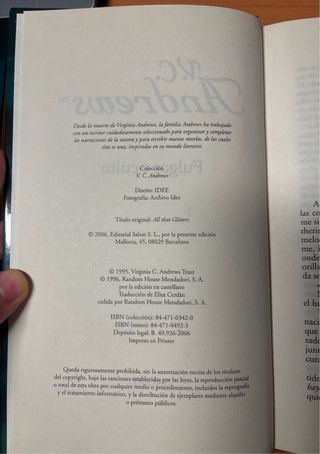 Desde la muerte de Virginia Andrews, la familia Andrews ha trabajado
con un escritor cuidadosamente seleccionado para organizar y completar
las narraciones de la autora y para escribir nuevas novelas, de las cuales
ésta es una, inspiradas en su mundo literario.
Colección
V. C. Andrews
Diseño: IDEE
Fotografía: Archivo Idee
Título original: All that Glitters
© 2006, Editorial Salvat S. L., por la presente edición
Mallorca, 45, 08029 Barcelona
© 1995, Virginia C. Andrews Trust
© 1996, Random House Mondadori, S. A.
por la edición en castellano
Traducción de Elisa Cerdán
cedida por Random House Mondadori, S. A.
ISBN (colección): 84-471-0342-0
ISBN (tomo): 84-471-0492-3
Depósito legal: B. 40.926-2006
Impreso en Printer
Queda rigurosamente prohibida, sin la autorización escrita de los titulares
del copyright, bajo las sanciones establecidas por las leyes, la reproducción parcial
o total de esta obra por cualquier medio o procedimiento, incluidos la reprografía
y el tratamiento informático, y la distribución de ejemplares mediante alquiler
o préstamo públicos.